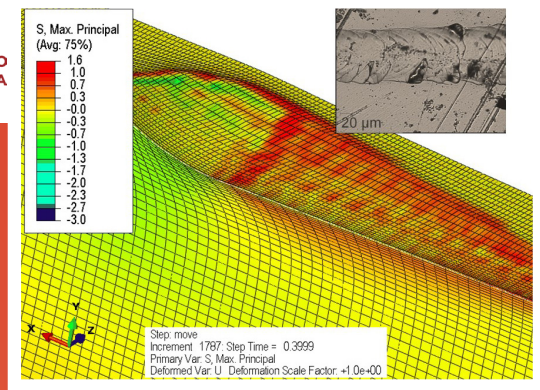 O
A
S, Max. Principal
(Avg: 75%)
1.6
1.0
0.7
0.3
-0.0
-0.3
-0.7
-1.0
-1.3
-1.7
-2.0
-2.3
-2.7
-3.0
20 µm
Y
X
Z
Step: move
Increment 1787: Step Time = 0.3999
Primary Var: S, Max. Principal
Deformed Var: U Deformation Scale Factor: +1.0e+00